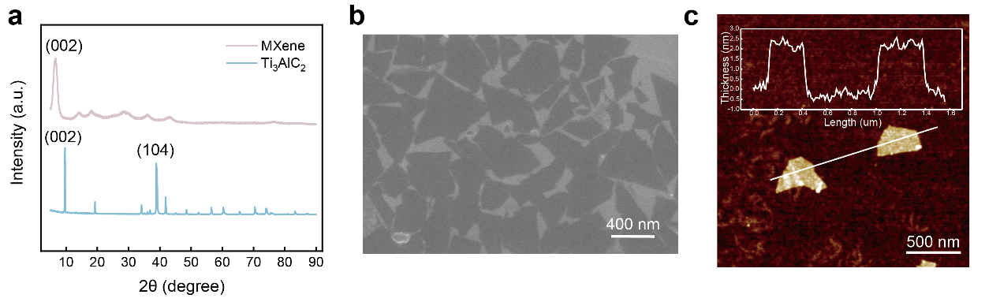 a
(002)
MXene
Ti₃AlC₂
(002)
(104)
Intensity (a.u.)
10 20 30 40 50 60 70 80 90
2θ (degree)
b
400 nm
c
3.0
2.5
2.0
1.5
1.0
0.5
0.0
-0.5
-1.0
Thickness (nm)
0.0 0.2 0.4 0.6 0.8 1.0 1.2 1.4 1.6
Length (um)
500 nm